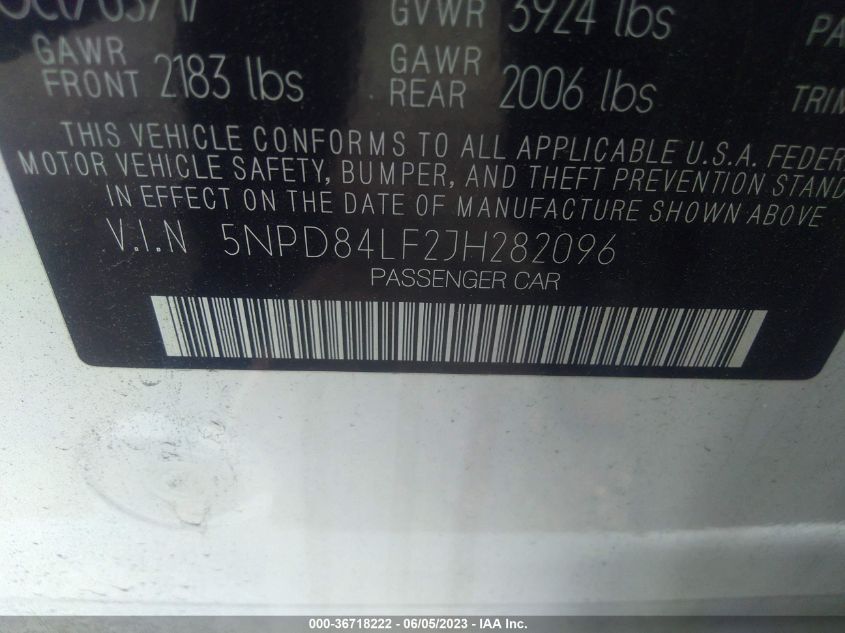 GVWR 3924 lbs PA
GAWR FRONT 2183 lbs GAWR REAR 2006 lbs TRIM
THIS VEHICLE CONFORMS TO ALL APPLICABLE U.S.A. FEDER
MOTOR VEHICLE SAFETY, BUMPER, AND THEFT PREVENTION STAND
IN EFFECT ON THE DATE OF MANUFACTURE SHOWN ABOVE
V.I.N 5NPD84LF2JH282096
PASSENGER CAR
000-36718222 - 06/05/2023 - IAA Inc.